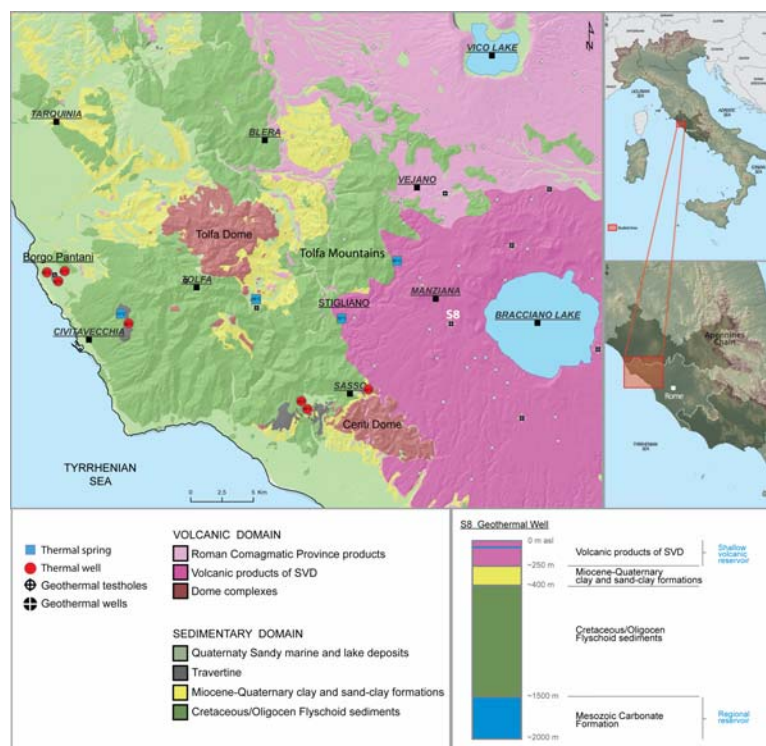 VICO LAKE
N
TARQUINIA
BLERA
VEJANO
Tolfa Dome
Tolfa Mountains
Borgo Pantani
TOLFA
MANZIANA
STIGLIANO
S8
BRACCIANO LAKE
CIVITAVECCHIA
SASSO
Ceriti Dome
TYRRHENIAN
SEA
0 2.5 5 Km
Apennines
Chain
Rome
TYRRHENIAN
SEA
Thermal spring
Thermal well
Geothermal testholes
Geothermal wells
VOLCANIC DOMAIN
Roman Comagmatic Province products
Volcanic products of SVD
Dome complexes
SEDIMENTARY DOMAIN
Quaternaty Sandy marine and lake deposits
Travertine
Miocene-Quaternary clay and sand-clay formations
Cretaceous/Oligocen Flyschoid sediments
S8 Geothermal Well
0 m asl
Volcanic products of SVD
Shallow
volcanic
reservoir
~250 m
Miocene-Quaternary
clay and sand-clay formations
~400 m
Cretaceous/Oligocen
Flyschoid sediments
~1500 m
Mesozoic Carbonate
Formation
Regional
reservoir
~2000 m